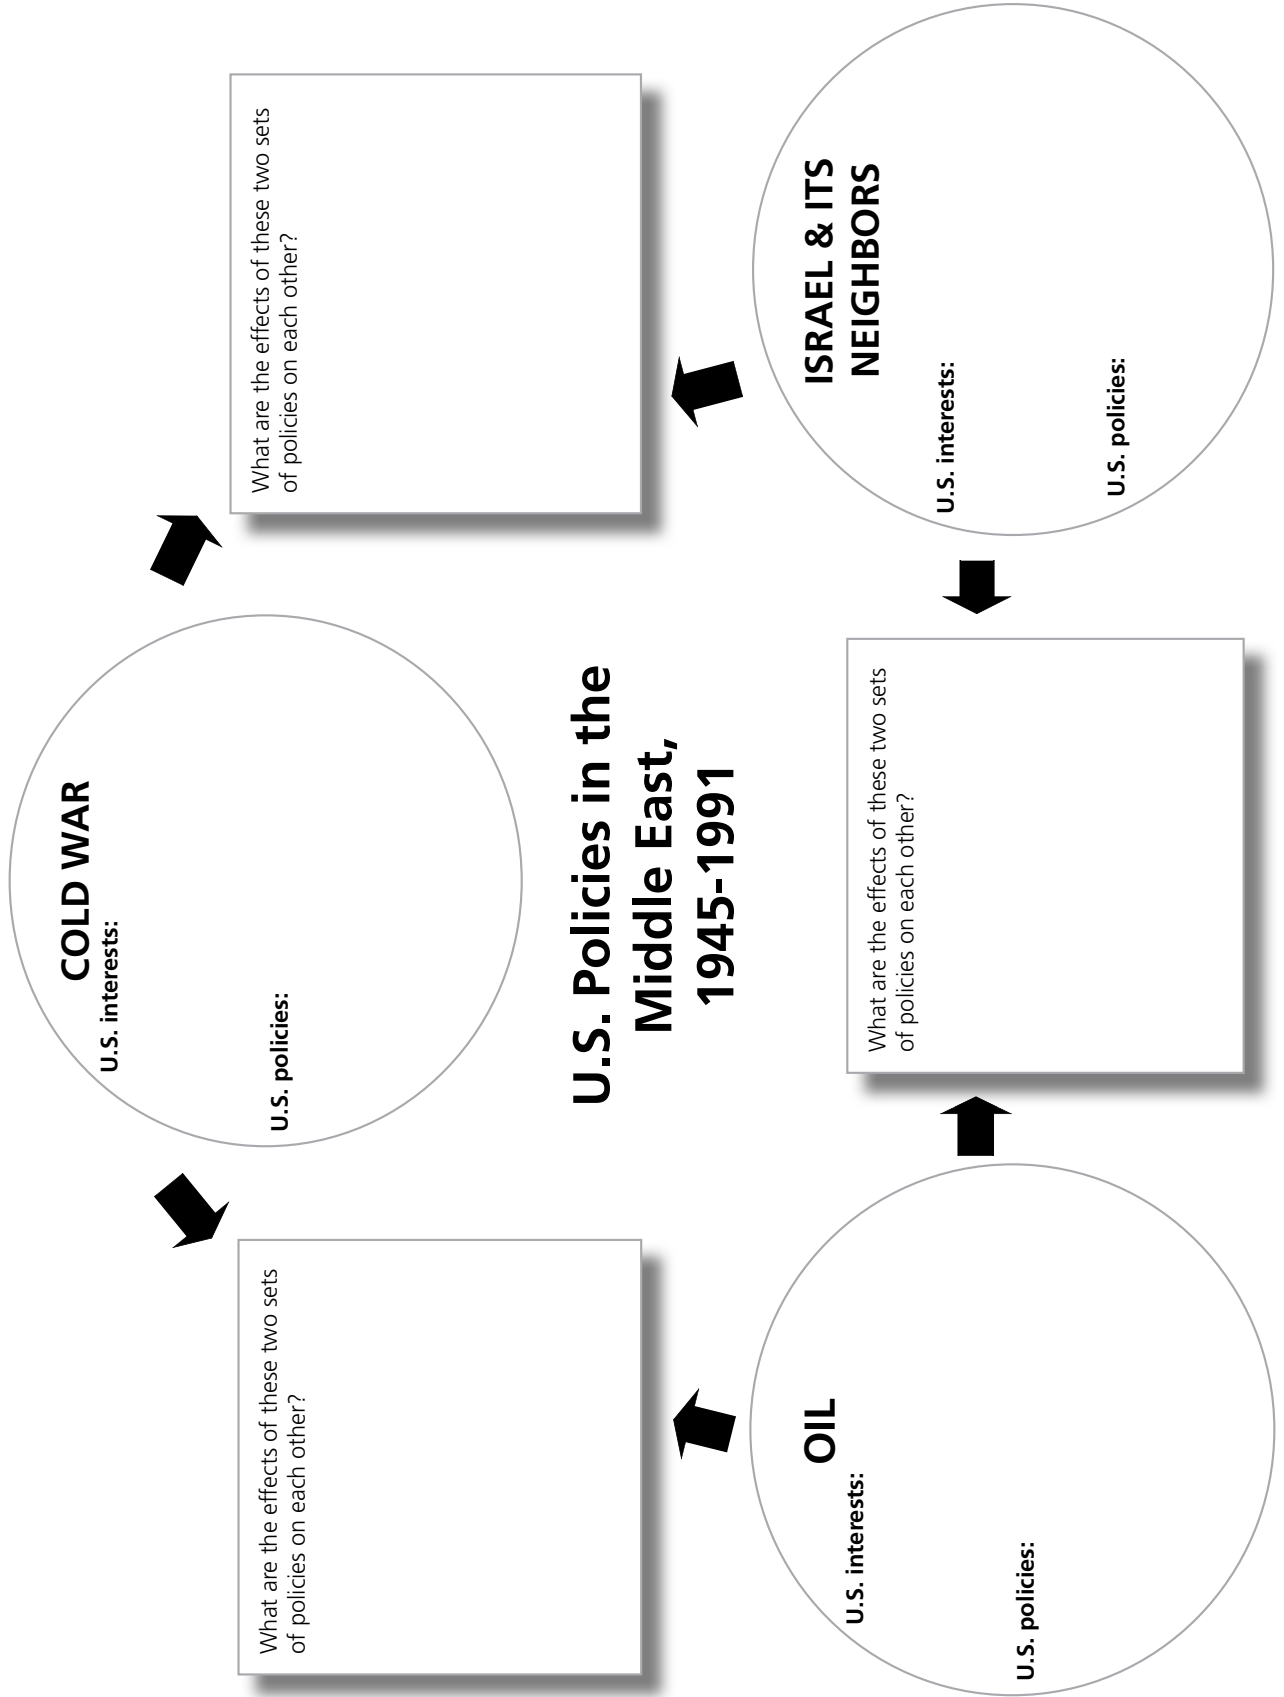 COLD WAR
U.S. interests:
U.S. policies:
What are the effects of these two sets
of policies on each other?
What are the effects of these two sets
of policies on each other?
U.S. Policies in the
Middle East,
1945-1991
OIL
U.S. interests:
U.S. policies:
What are the effects of these two sets
of policies on each other?
ISRAEL & ITS
NEIGHBORS
U.S. interests:
U.S. policies: